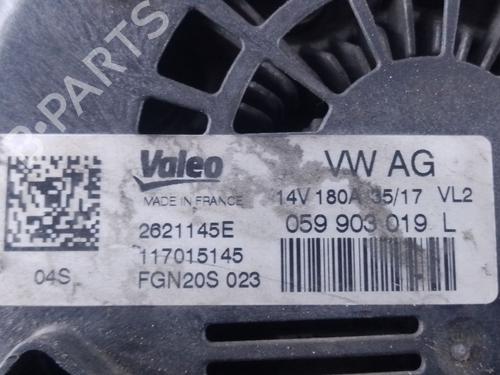 B-PARTS
Valeo
MADE IN FRANCE
2621145E
117015145
FGN20S 023
04S
VW AG
14V 180A 35/17 VL2
059 903 019 L